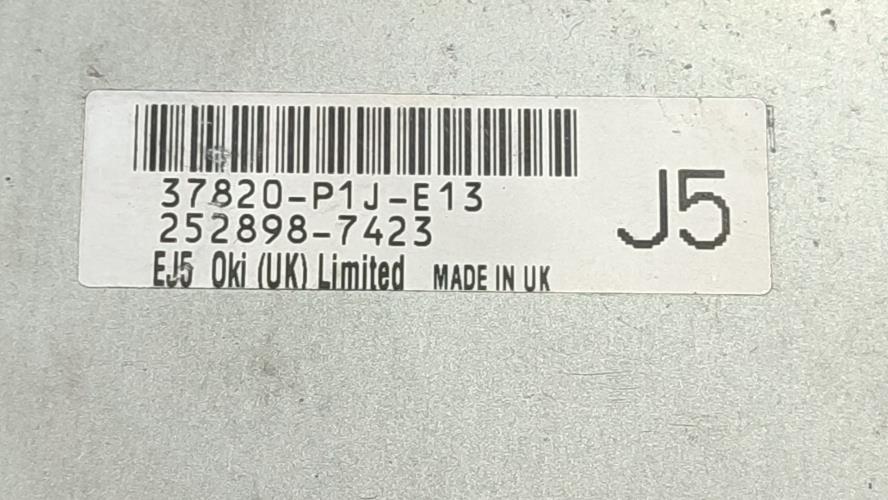 37820-P1J-E13
252898-7423
J5
EJ5 Oki (UK) Limited MADE IN UK